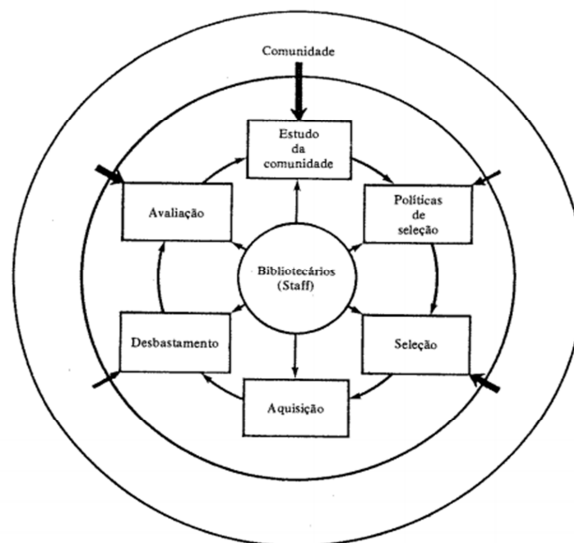 Comunidade
Estudo
da
comunidade
Avaliação
Políticas
de
seleção
Bibliotecários
(Staff)
Desbastamento
Seleção
Aquisição